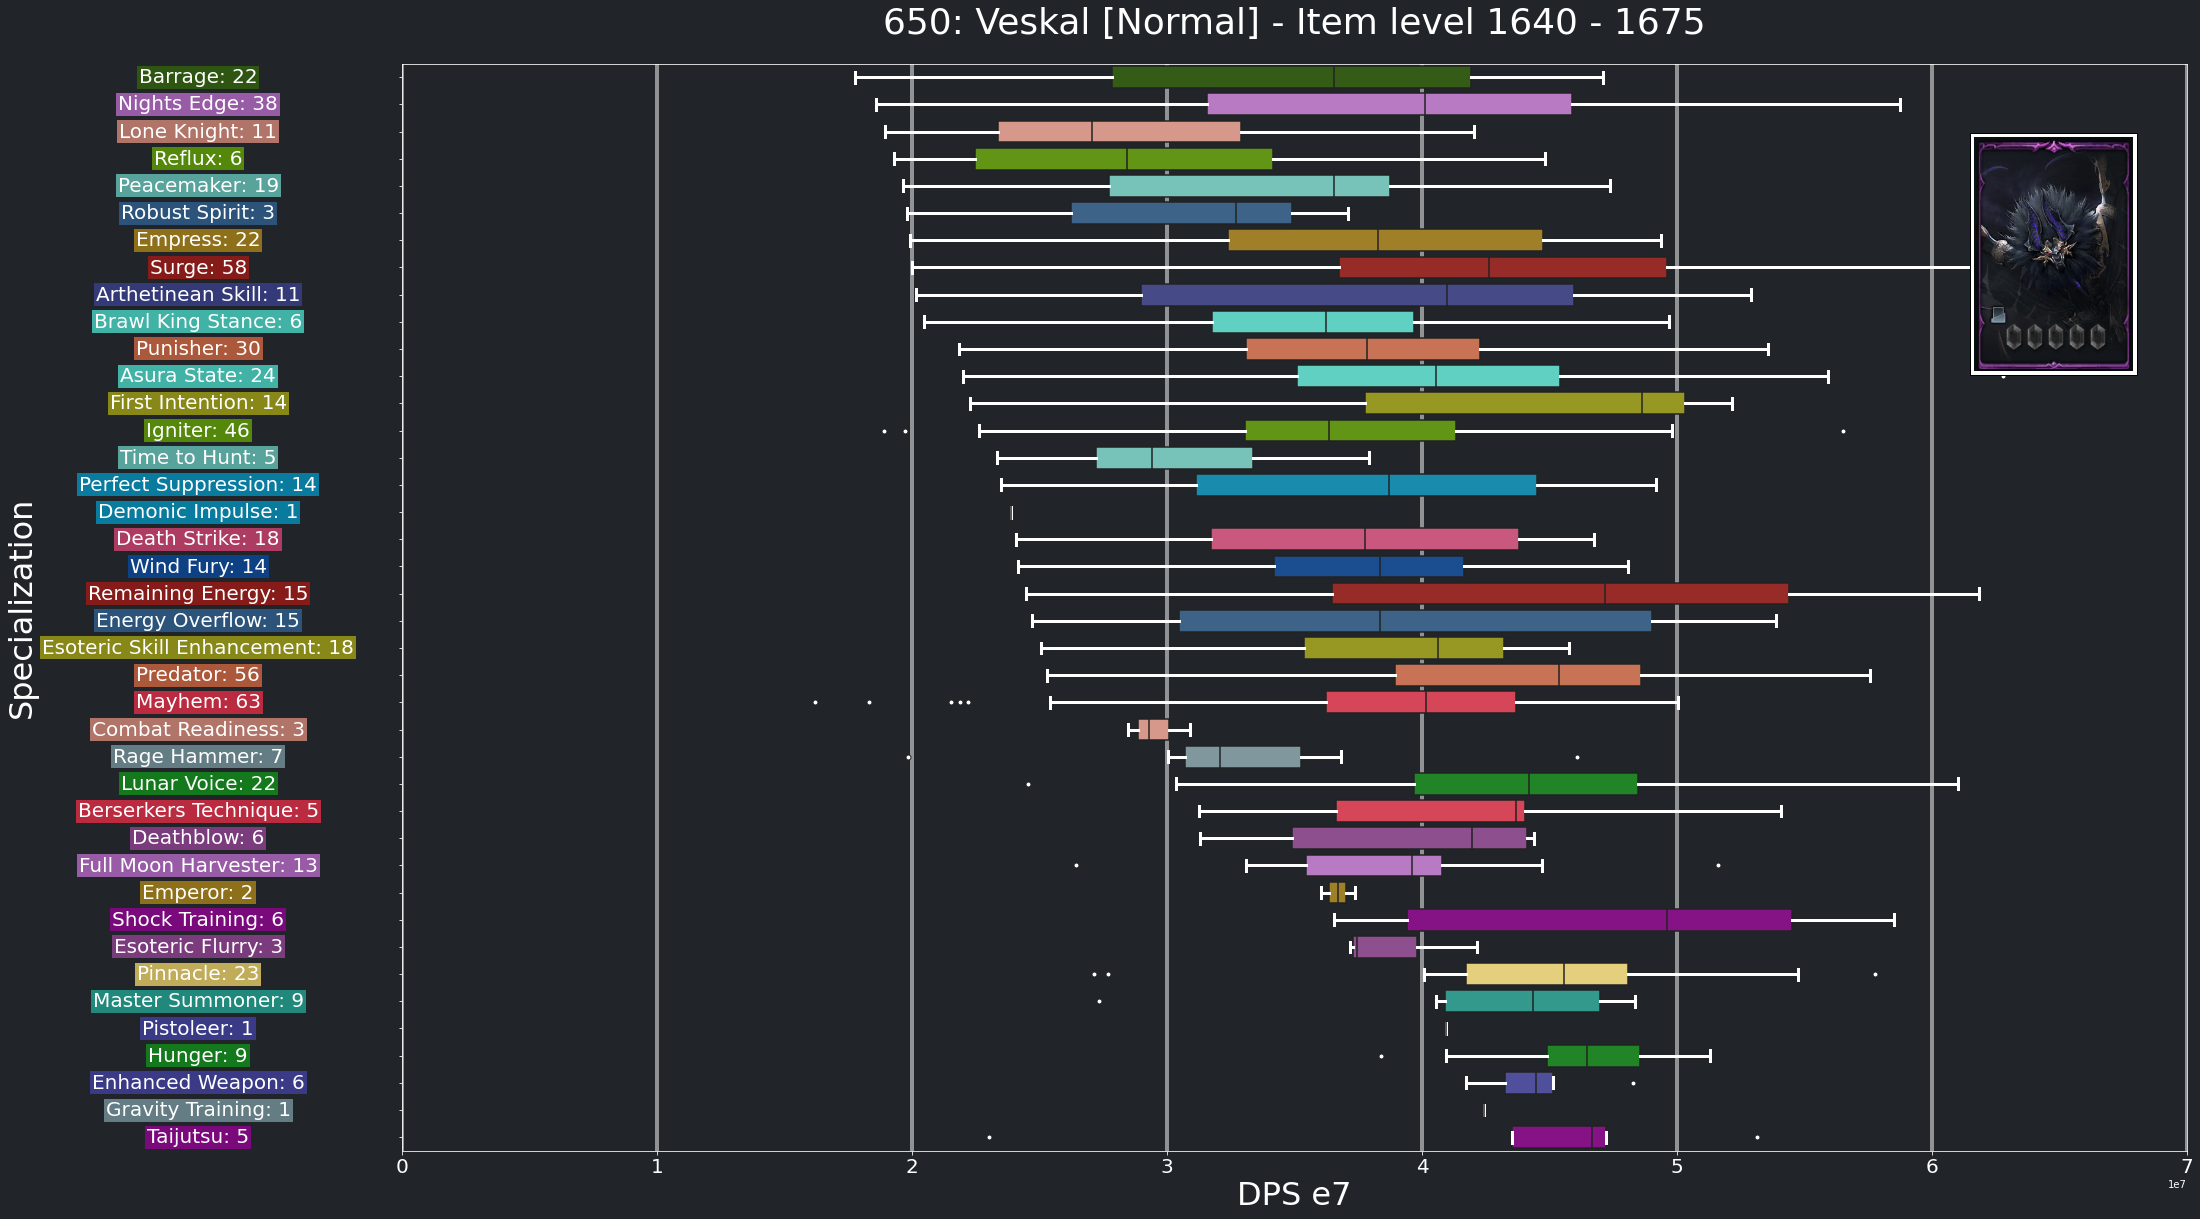 650: Veskal [Normal] - Item level 1640 - 1675
Specialization
Barrage: 22
Nights Edge: 38
Lone Knight: 11
Reflux: 6
Peacemaker: 19
Robust Spirit: 3
Empress: 22
Surge: 58
Arthetinean Skill: 11
Brawl King Stance: 6
Punisher: 30
Asura State: 24
First Intention: 14
Igniter: 46
Time to Hunt: 5
Perfect Suppression: 14
Demonic Impulse: 1
Death Strike: 18
Wind Fury: 14
Remaining Energy: 15
Energy Overflow: 15
Esoteric Skill Enhancement: 18
Predator: 56
Mayhem: 63
Combat Readiness: 3
Rage Hammer: 7
Lunar Voice: 22
Berserkers Technique: 5
Deathblow: 6
Full Moon Harvester: 13
Emperor: 2
Shock Training: 6
Esoteric Flurry: 3
Pinnacle: 23
Master Summoner: 9
Pistoleer: 1
Hunger: 9
Enhanced Weapon: 6
Gravity Training: 1
Taijutsu: 5
0 1 2 3 4 5 6 7
DPS e7
1e7